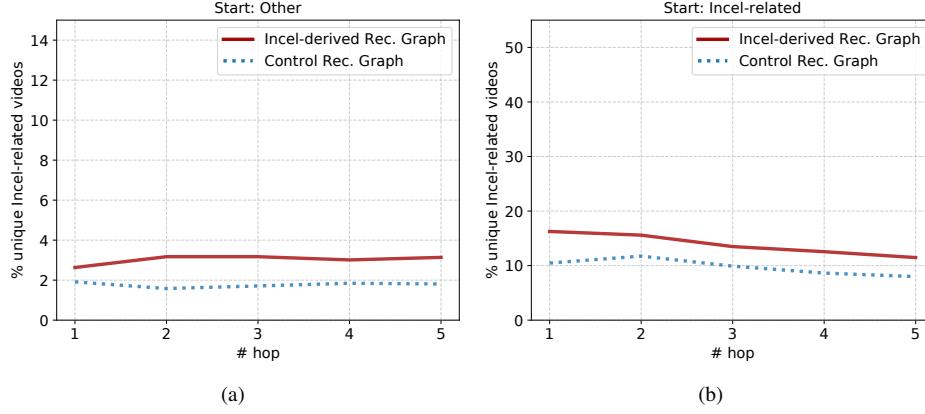 Start: Other
14
12
10
8
6
4
2
0
% unique Incel-related videos
Incel-derived Rec. Graph
Control Rec. Graph
1 2 3 4 5
# hop
(a)
Start: Incel-related
50
40
30
20
10
0
% unique Incel-related videos
Incel-derived Rec. Graph
Control Rec. Graph
1 2 3 4 5
# hop
(b)